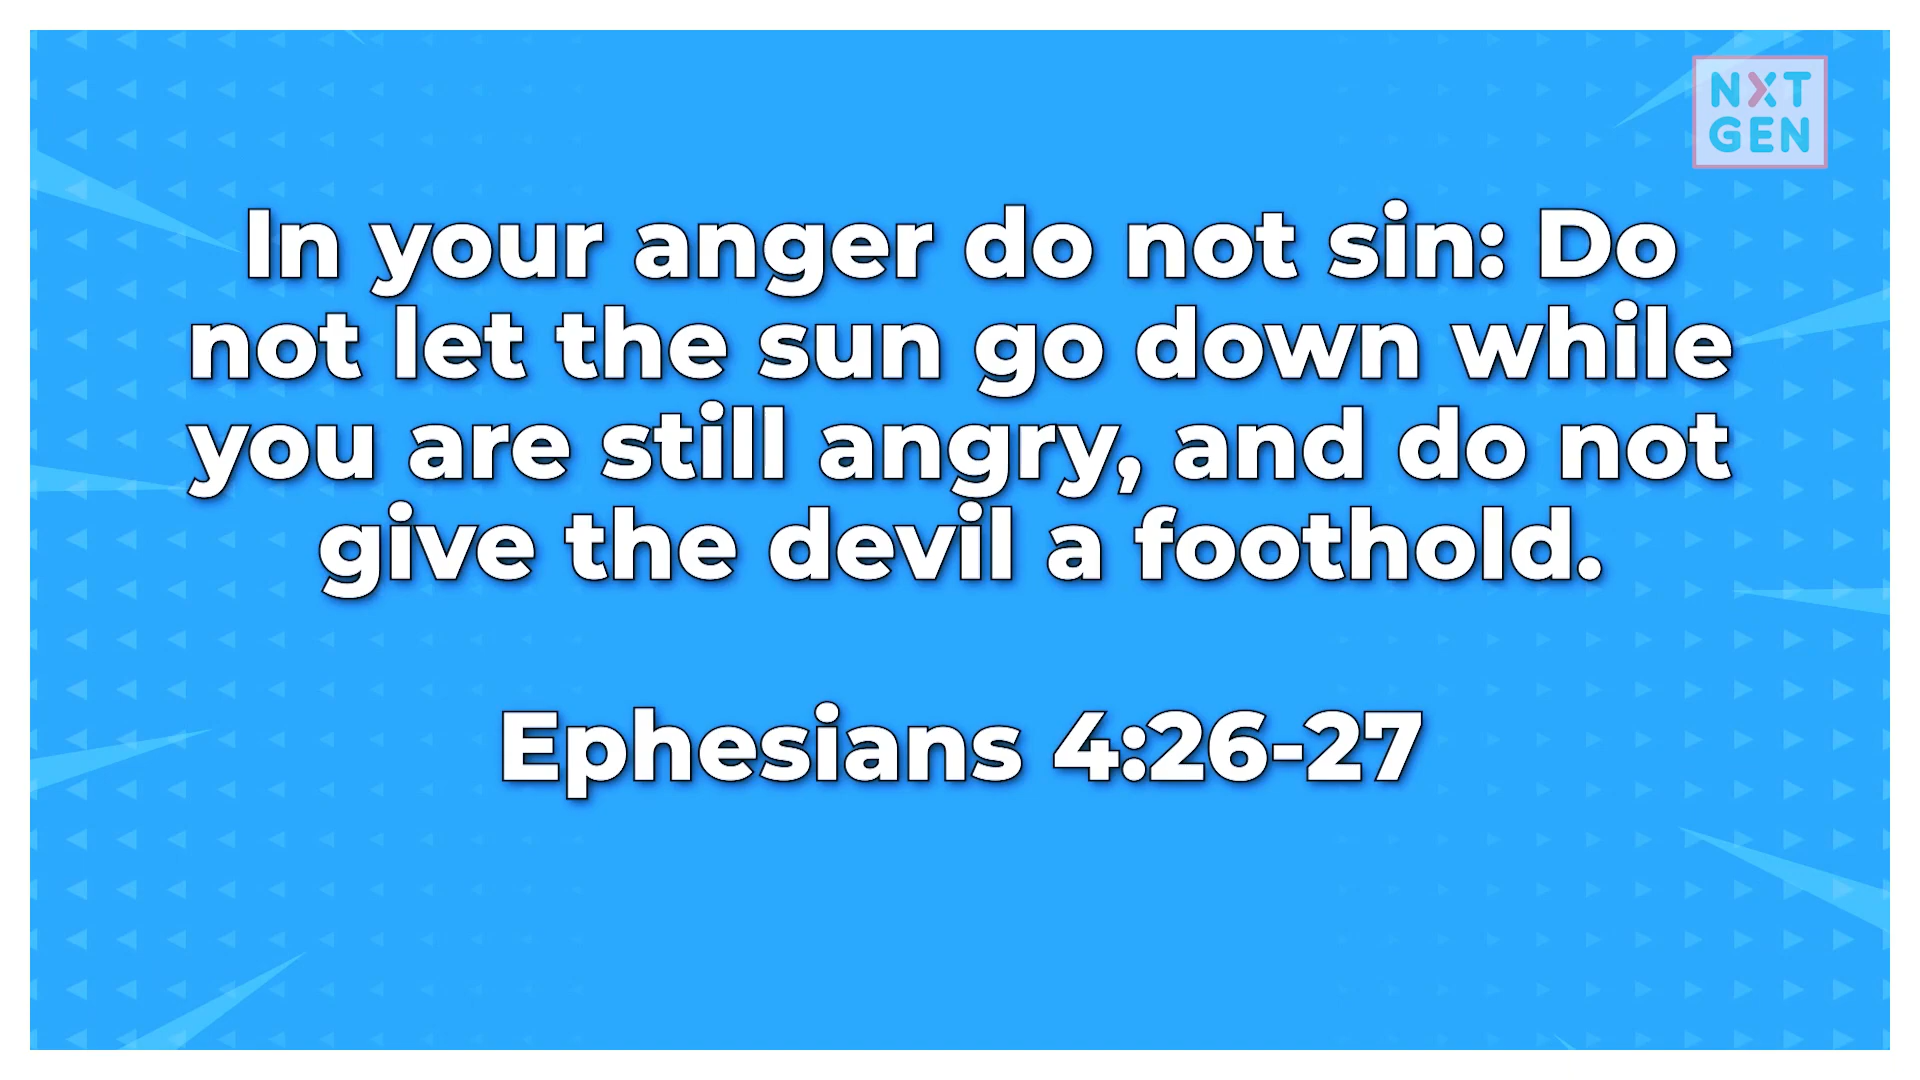 NXT
GEN
In your anger do not sin: Do
not let the sun go down while
you are still angry, and do not
give the devil a foothold.
Ephesians 4:26-27